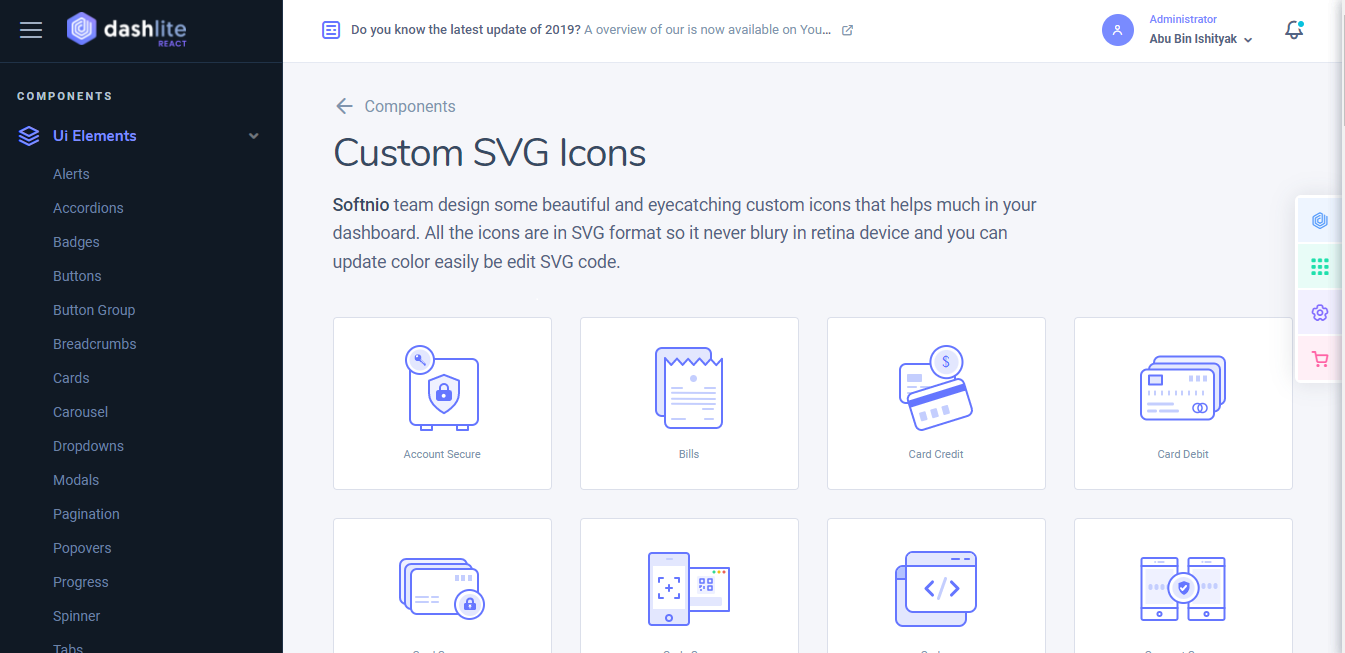 dashlite
REACT
Do you know the latest update of 2019? A overview of our is now available on You...
Administrator
Abu Bin Ishityak
COMPONENTS
Ui Elements
Alerts
Accordions
Badges
Buttons
Button Group
Breadcrumbs
Cards
Carousel
Dropdowns
Modals
Pagination
Popovers
Progress
Spinner
Tabs
Components
Custom SVG Icons
Softnio team design some beautiful and eyecatching custom icons that helps much in your
dashboard. All the icons are in SVG format so it never blury in retina device and you can
update color easily be edit SVG code.
$
Account Secure
Bills
Card Credit
Card Debit
</>